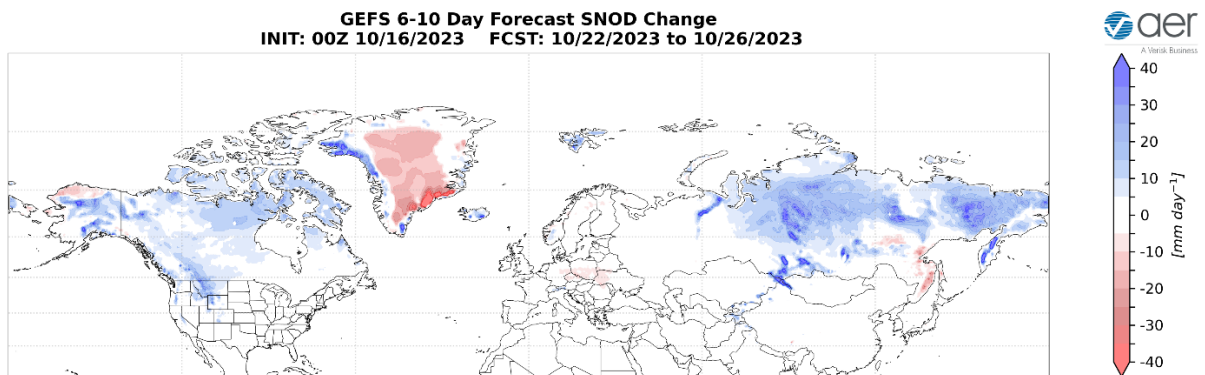 GEFS 6-10 Day Forecast SNOD Change
INIT: 00Z 10/16/2023 FCST: 10/22/2023 to 10/26/2023
aer
A Verisk Business
40
30
20
10
0
-10
-20
-30
-40
[mm day⁻¹]